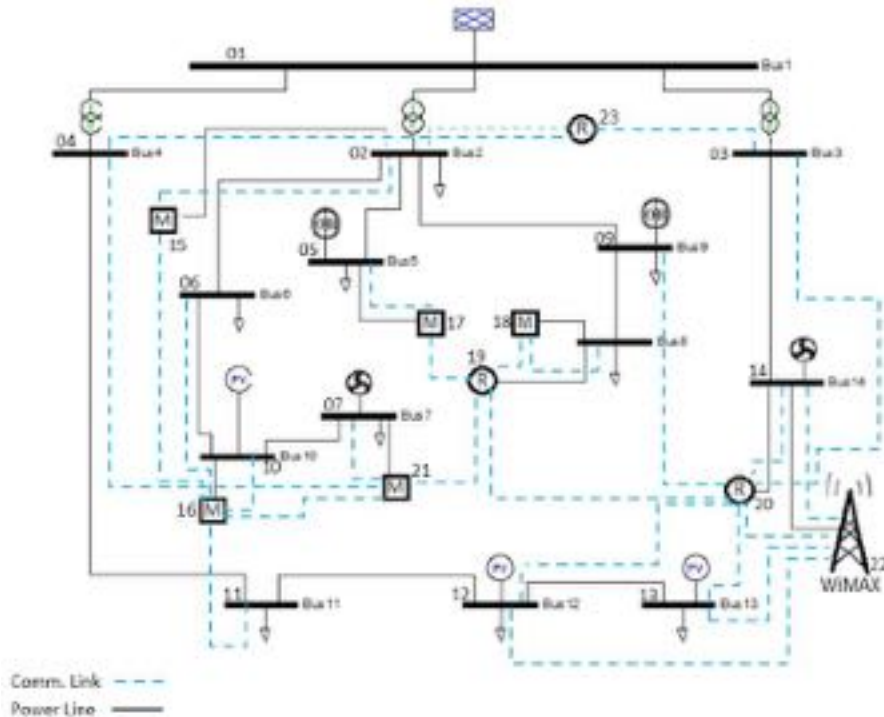 01 Bus1
R 23
04 Bus4
02 Bus2
03 Bus3
M 15
05 Bus5
09 Bus9
06 Bus6
M 17
18 M
Bus8
19 R
14 Bus14
PV
07 Bus7
10 Bus10
21 M
16 M
R 20
22
WiMAX
PV
PV
11 Bus11
12 Bus12
13 Bus13
Comm. Link
Power Line